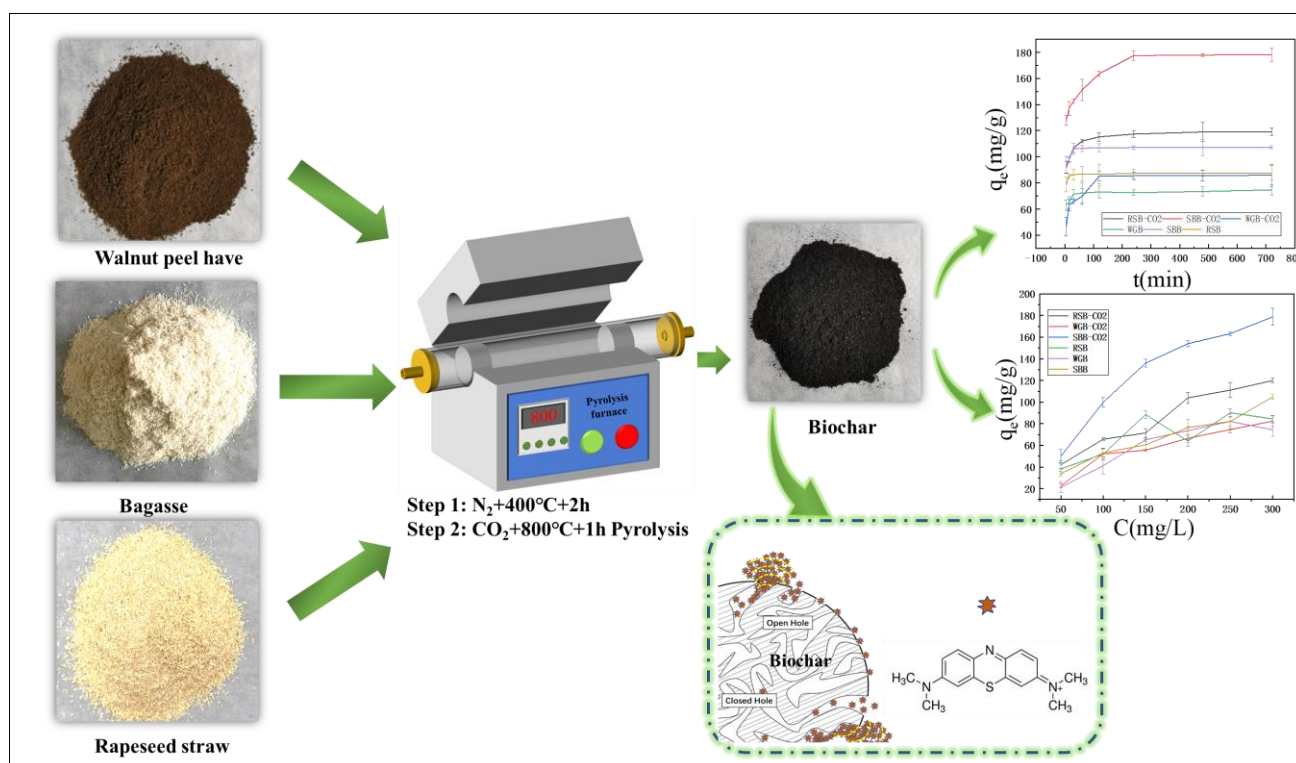 Walnut peel have
Bagasse
Rapeseed straw
800
Pyrolysis
furnace
Step 1: N₂+400°C+2h
Step 2: CO₂+800°C+1h Pyrolysis
Biochar
180
160
140
120
100
80
60
40
qₑ(mg/g)
RSB-CO2 SBB-CO2 WGB-CO2
WGB SBB RSB
-100 0 100 200 300 400 500 600 700 800
t(min)
200
180
160
140
120
100
80
60
40
20
0
qₑ(mg/g)
RSB-CO2
WGB-CO2
SBB-CO2
RSB
WGB
SBB
50 100 150 200 250 300
C(mg/L)
Open Hole
Biochar
Closed Hole
N
H₃C N S N⁺ CH₃
CH₃ CH₃